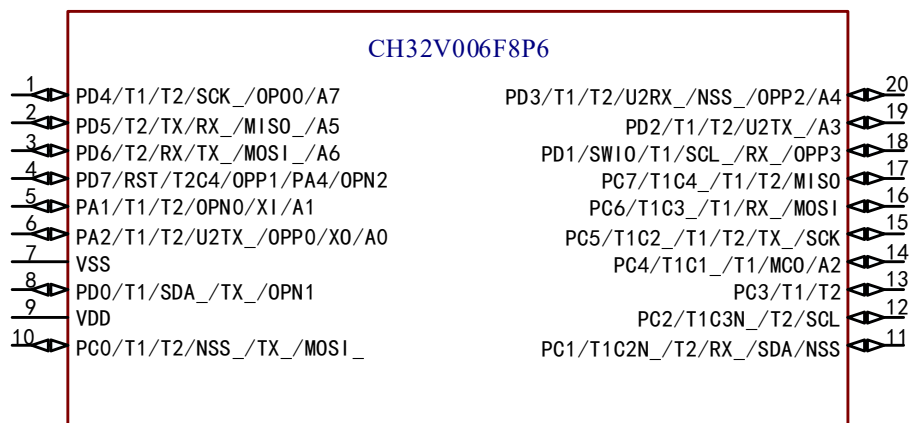 CH32V006F8P6
1 PD4/T1/T2/SCK_/OPO0/A7
2 PD5/T2/TX/RX_/MISO_/A5
3 PD6/T2/RX/TX_/MOSI_/A6
4 PD7/RST/T2C4/OPP1/PA4/OPN2
5 PA1/T1/T2/OPN0/XI/A1
6 PA2/T1/T2/U2TX_/OPP0/XO/A0
7 VSS
8 PD0/T1/SDA_/TX_/OPN1
9 VDD
10 PC0/T1/T2/NSS_/TX_/MOSI_
PD3/T1/T2/U2RX_/NSS_/OPP2/A4 20
PD2/T1/T2/U2TX_/A3 19
PD1/SWIO/T1/SCL_/RX_/OPP3 18
PC7/T1C4_/T1/T2/MISO 17
PC6/T1C3_/T1/RX_/MOSI 16
PC5/T1C2_/T1/T2/TX_/SCK 15
PC4/T1C1_/T1/MCO/A2 14
PC3/T1/T2 13
PC2/T1C3N_/T2/SCL 12
PC1/T1C2N_/T2/RX_/SDA/NSS 11